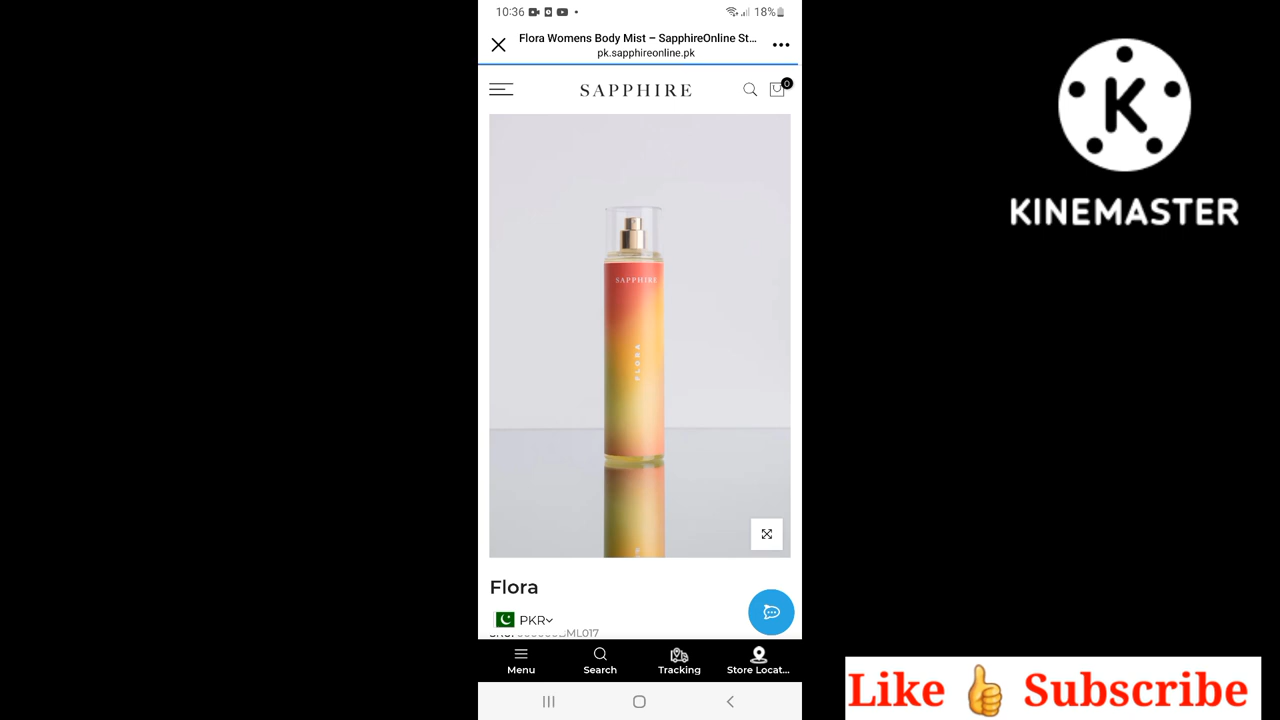 10:36
18%
Flora Womens Body Mist – SapphireOnline St...
pk.sapphireonline.pk
SAPPHIRE
0
SAPPHIRE
FLORA
Flora
PKR
Menu
Search
Tracking
Store Locat...
K
KINEMASTER
Like Subscribe